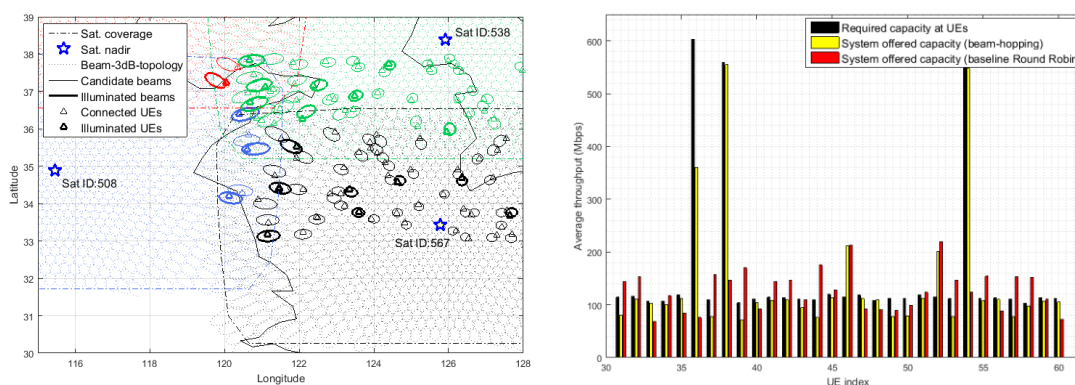 39
38
37
36
35
34
33
32
31
30
Latitude
116
118
120
122
124
126
128
Longitude
Sat. coverage
Sat. nadir
Beam-3dB-topology
Candidate beams
Illuminated beams
Connected UEs
Illuminated UEs
Sat ID:538
Sat ID:508
Sat ID:567
600
500
400
300
200
100
0
Average throughput (Mbps)
30
35
40
45
50
55
60
UE index
Required capacity at UEs
System offered capacity (beam-hopping)
System offered capacity (baseline Round Robin